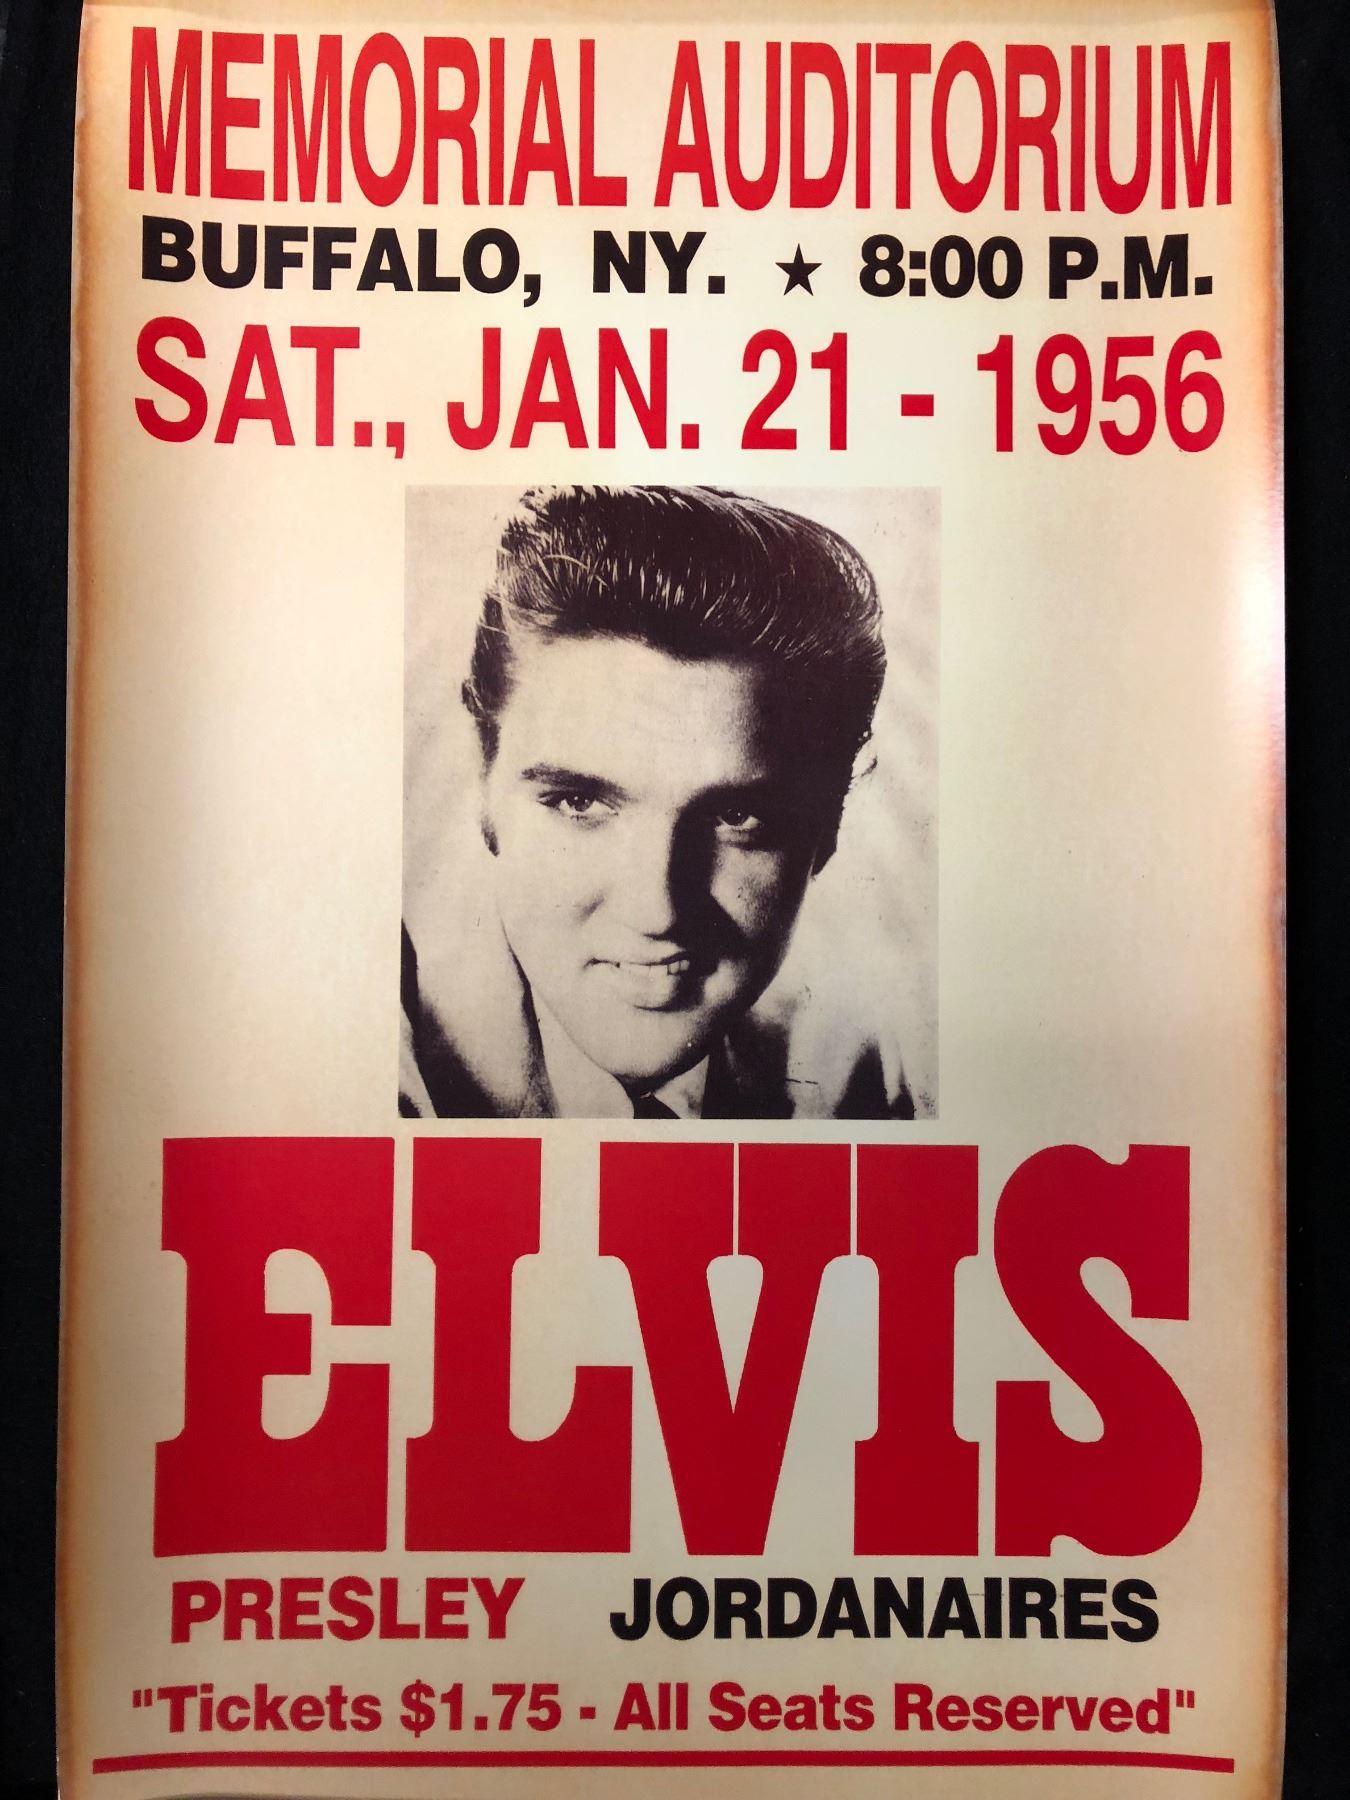 MEMORIAL AUDITORIUM
BUFFALO, NY. ★ 8:00 P.M.
SAT., JAN. 21 - 1956
ELVIS
PRESLEY JORDANAIRES
"Tickets $1.75 - All Seats Reserved"